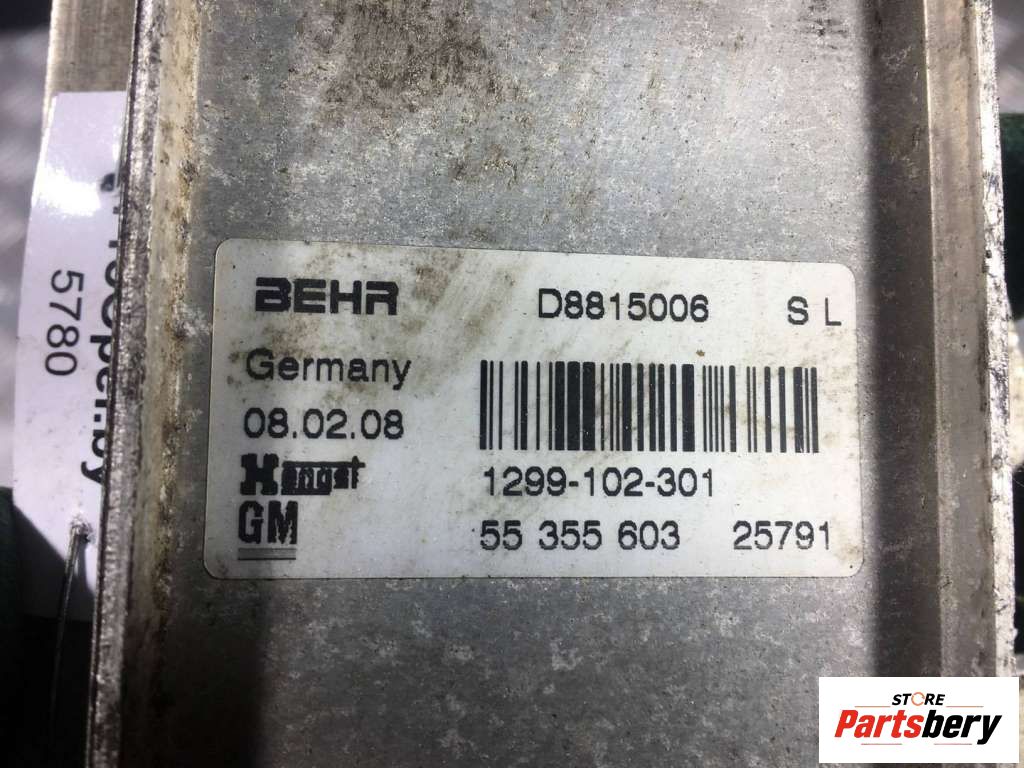 BEHR D8815006 S L
Germany
08.02.08
Hengst 1299-102-301
GM 55 355 603 25791
5780
STORE
Partsbery